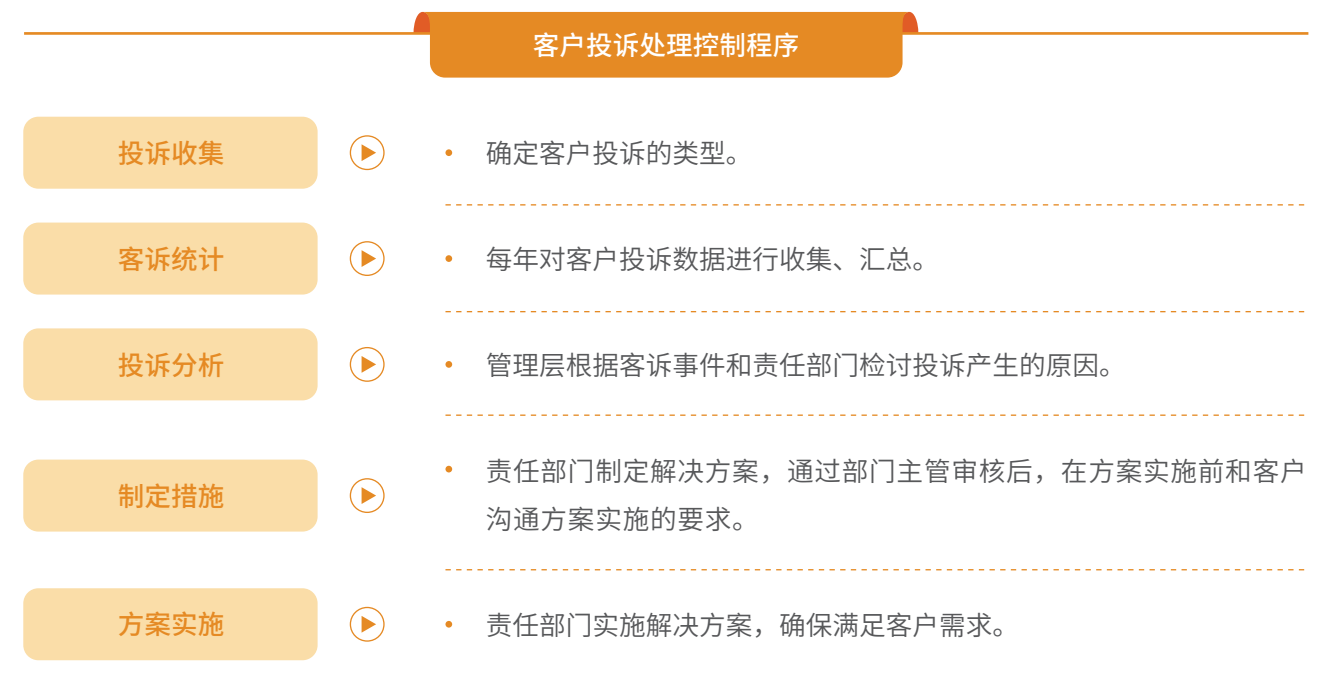 客户投诉处理控制程序
投诉收集
• 确定客户投诉的类型。
客诉统计
• 每年对客户投诉数据进行收集、汇总。
投诉分析
• 管理层根据客诉事件和责任部门检讨投诉产生的原因。
制定措施
• 责任部门制定解决方案，通过部门主管审核后，在方案实施前和客户
沟通方案实施的要求。
方案实施
• 责任部门实施解决方案，确保满足客户需求。